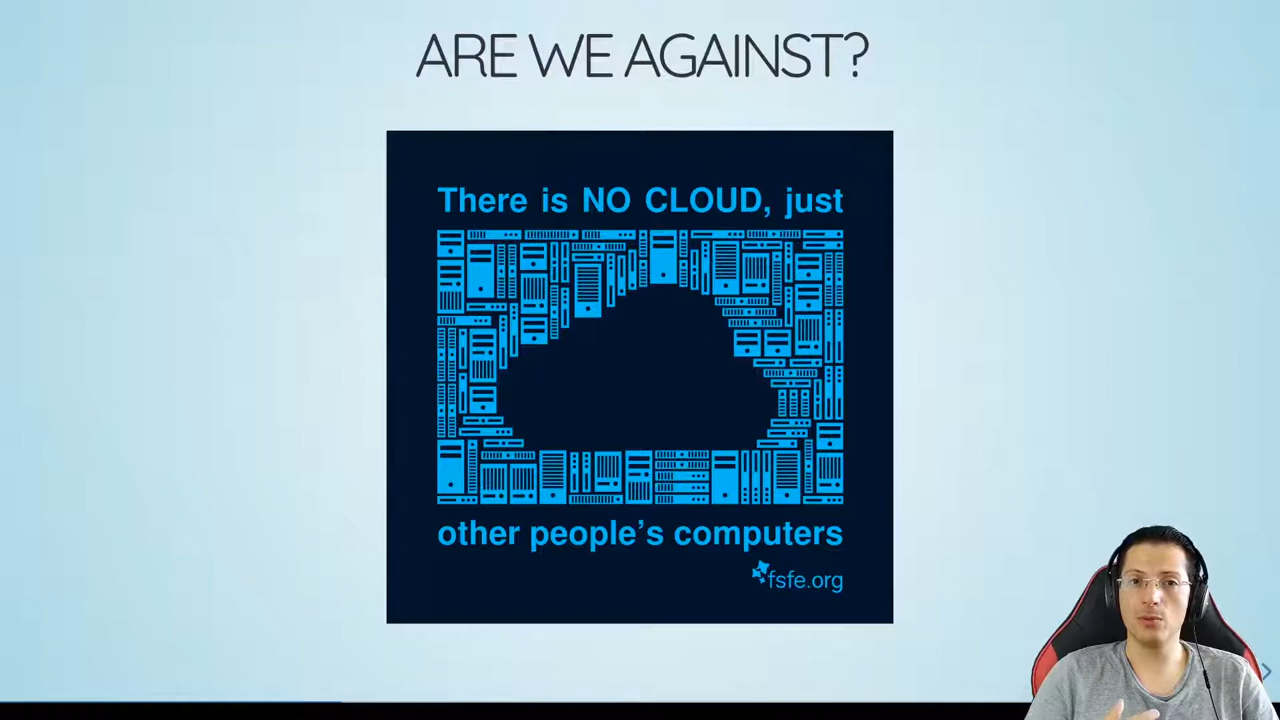 ARE WE AGAINST?
There is NO CLOUD, just
other people's computers
fsfe.org